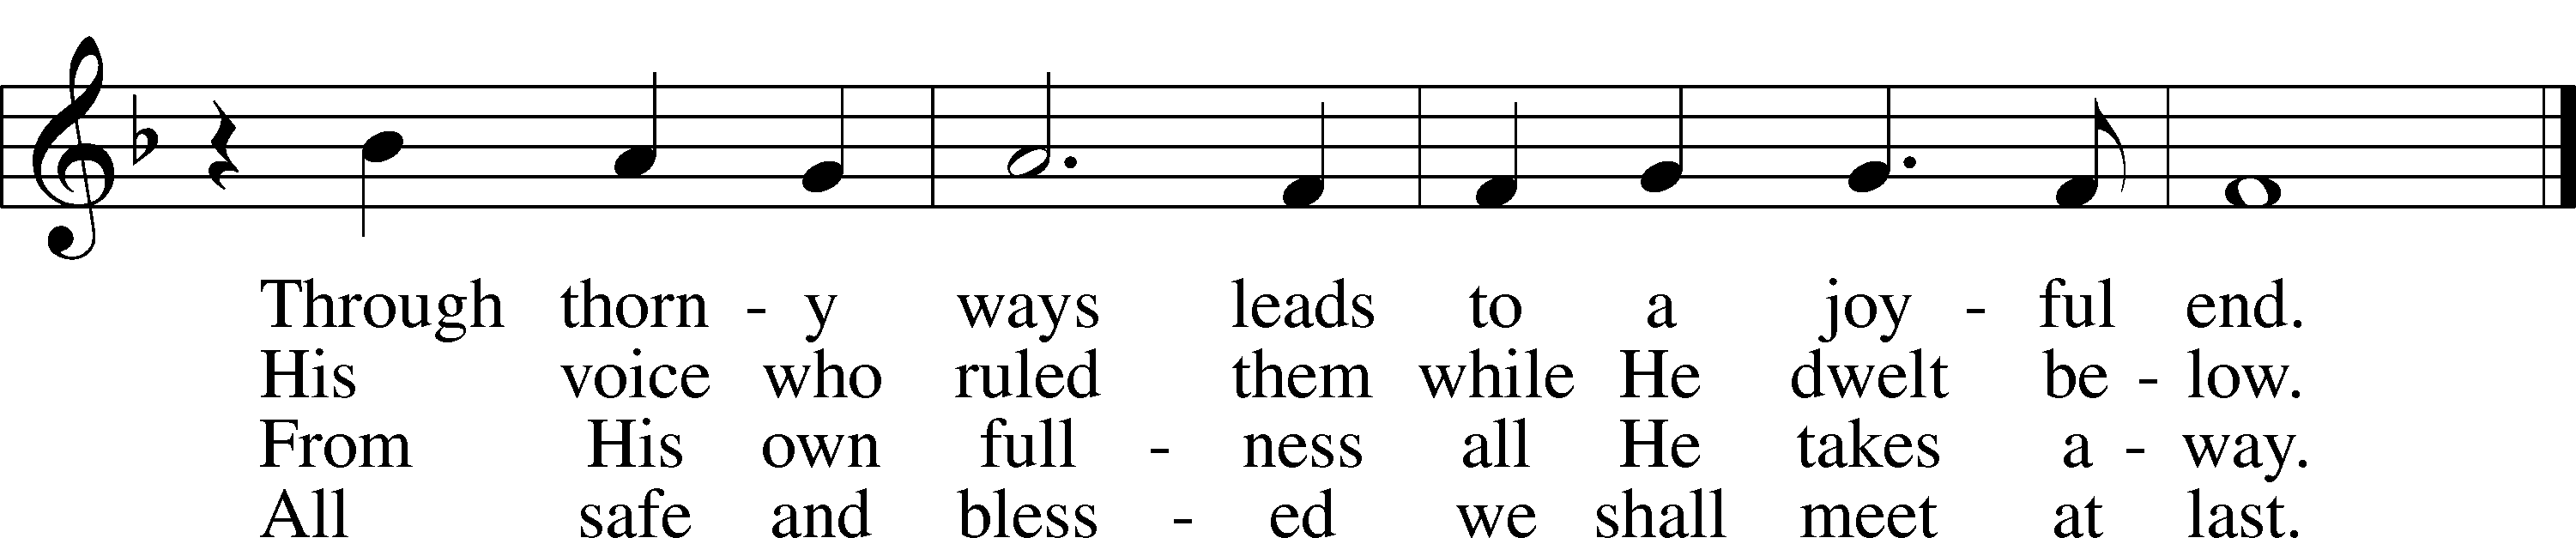 Through thorn - y ways leads to a joy - ful end.
His voice who ruled them while He dwelt be - low.
From His own full - ness all He takes a - way.
All safe and bless - ed we shall meet at last.